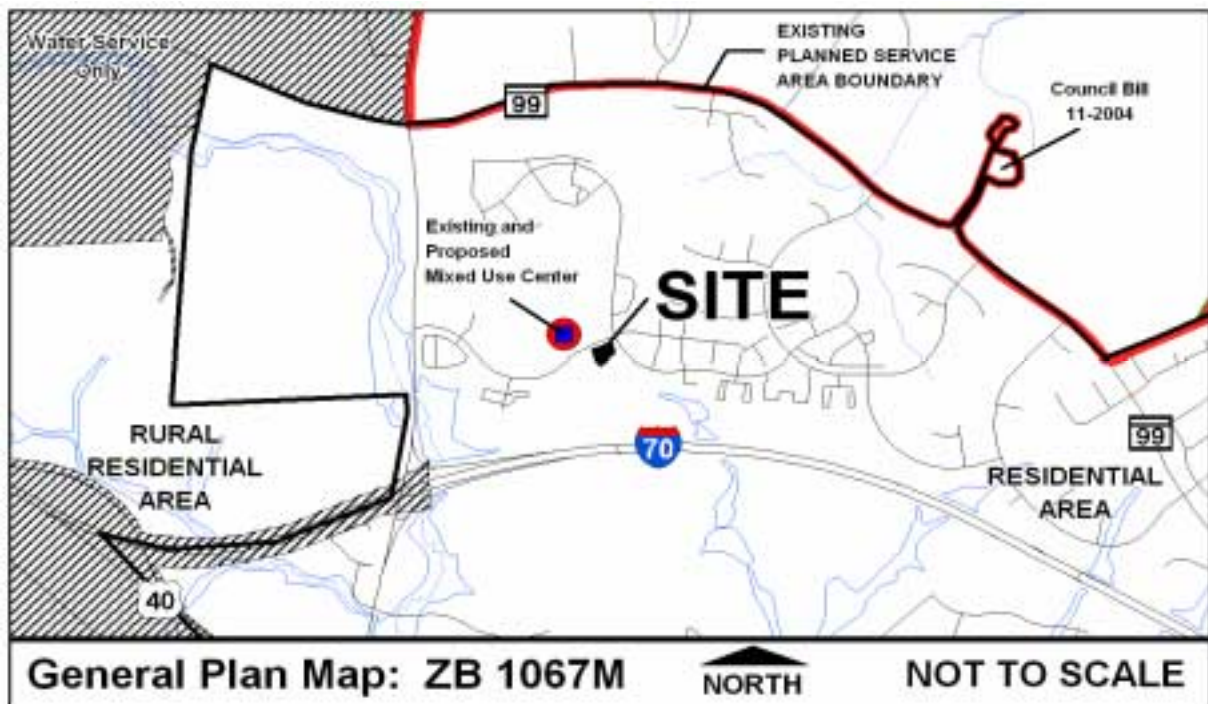 Water Service
Only
EXISTING
PLANNED SERVICE
AREA BOUNDARY
Council Bill
11-2004
99
Existing and
Proposed
Mixed Use Center
SITE
RURAL
RESIDENTIAL
AREA
70
99
RESIDENTIAL
AREA
40
General Plan Map: ZB 1067M
NORTH
NOT TO SCALE